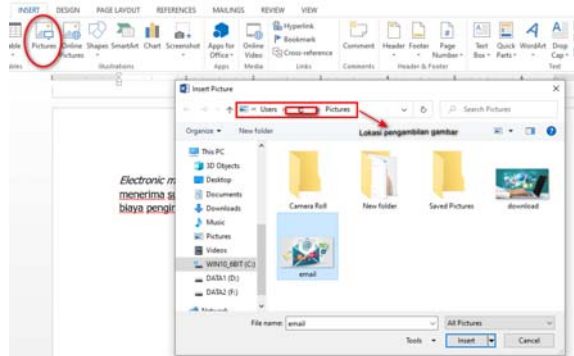 INSERT DESIGN PAGE LAYOUT REFERENCES MAILINGS REVIEW VIEW
Pictures Online Pictures Shapes SmartArt Chart Screenshot Apps for Office Online Video Hyperlink Bookmark Cross-reference Comment Header Footer Page Number Text Box Quick Parts WordArt Drop Cap
Illustrations Apps Media Links Comments Header & Footer Text
Insert Picture
Users Pictures Search Pictures
Organize New folder Lokasi pengambilan gambar
This PC
3D Objects
Desktop
Documents
Downloads
Music
Pictures
Videos
WIN10_6BIT (C:)
DATA1 (D:)
DATA2 (F:)
Network
Camera Roll New folder Saved Pictures download
email
Electronic m
menerima su
biaya pengir
File name: email All Pictures
Tools Insert Cancel